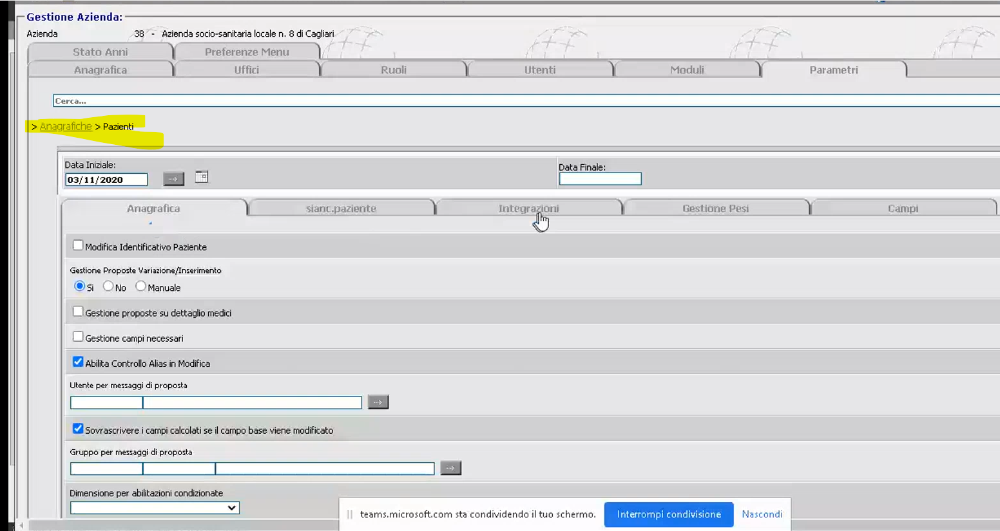 Gestione Azienda:
Azienda 38 - Azienda socio-sanitaria locale n. 8 di Cagliari
Stato Anni Preferenze Menu
Anagrafica Uffici Ruoli Utenti Moduli Parametri
Cerca...
> Anagrafiche > Pazienti
Data Iniziale: Data Finale:
03/11/2020
Anagrafica sianc.paziente Integrazioni Gestione Pesi Campi
Modifica Identificativo Paziente
Gestione Proposte Variazione/Inserimento
Si No Manuale
Gestione proposte su dettaglio medici
Gestione campi necessari
Abilita Controllo Alias in Modifica
Utente per messaggi di proposta
Sovrascrivere i campi calcolati se il campo base viene modificato
Gruppo per messaggi di proposta
Dimensione per abilitazioni condizionate
teams.microsoft.com sta condividendo il tuo schermo. Interrompi condivisione Nascondi